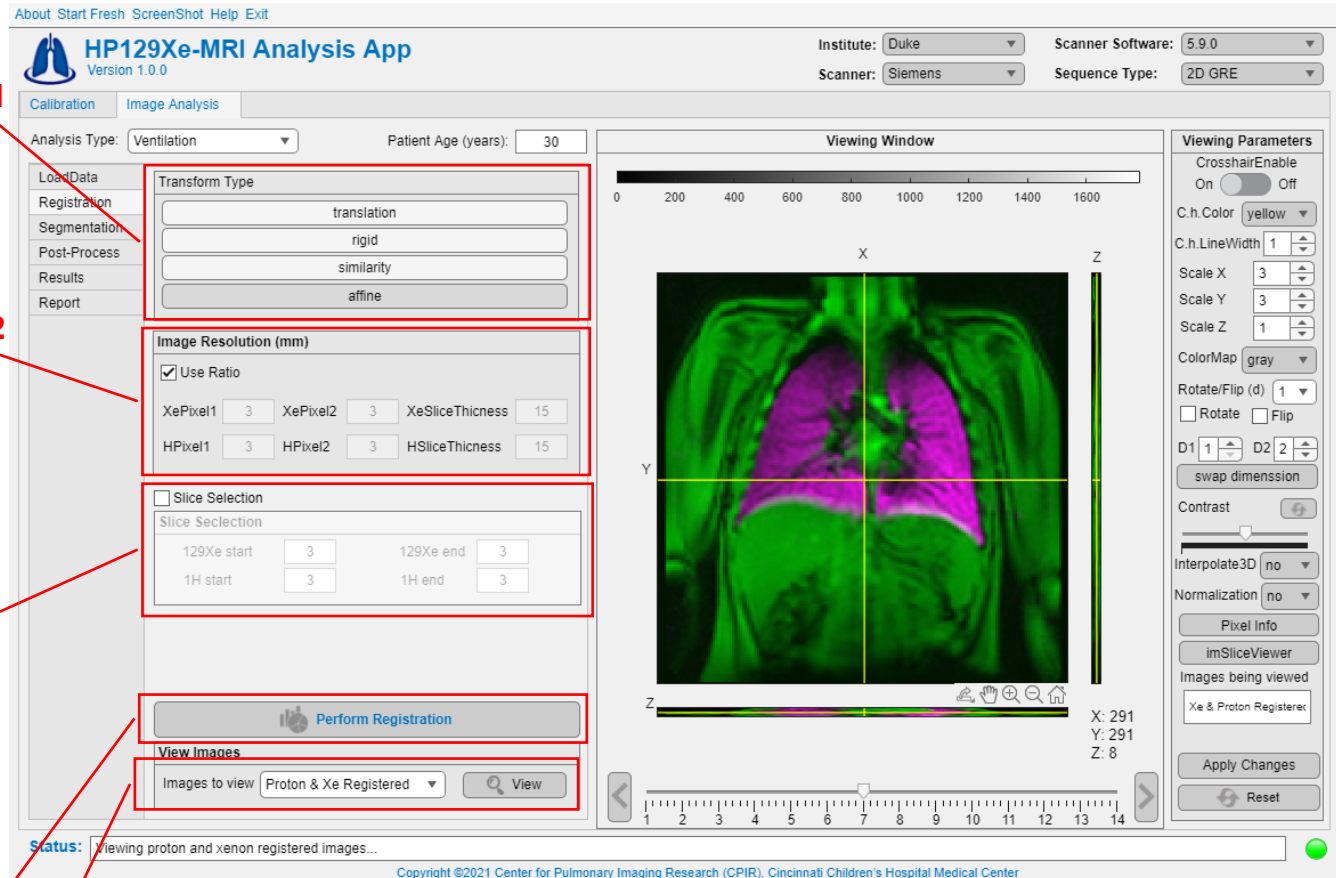 About Start Fresh ScreenShot Help Exit
HP129Xe-MRI Analysis App
Version 1.0.0
Institute: Duke
Scanner Software: 5.9.0
Scanner: Siemens
Sequence Type: 2D GRE
Calibration Image Analysis
Analysis Type: Ventilation
Patient Age (years): 30
LoadData
Registration
Segmentation
Post-Process
Results
Report
1
Transform Type
translation
rigid
similarity
affine
2
Image Resolution (mm)
Use Ratio
XePixel1 3 XePixel2 3 XeSliceThicness 15
HPixel1 3 HPixel2 3 HSliceThicness 15
Slice Selection
Slice Seclection
129Xe start 3 129Xe end 3
1H start 3 1H end 3
Perform Registration
View Images
Images to view Proton & Xe Registered View
Viewing Window
0 200 400 600 800 1000 1200 1400 1600
X
Z
Y
Z
X: 291
Y: 291
Z: 8
1 2 3 4 5 6 7 8 9 10 11 12 13 14
Viewing Parameters
CrosshairEnable
On Off
C.h.Color yellow
C.h.LineWidth 1
Scale X 3
Scale Y 3
Scale Z 1
ColorMap gray
Rotate/Flip (d) 1
Rotate Flip
D1 1 D2 2
swap dimenssion
Contrast
Interpolate3D no
Normalization no
Pixel Info
imSliceViewer
Images being viewed
Xe & Proton Registered
Apply Changes
Reset
Status: Viewing proton and xenon registered images...
Copyright ©2021 Center for Pulmonary Imaging Research (CPIR), Cincinnati Children's Hospital Medical Center